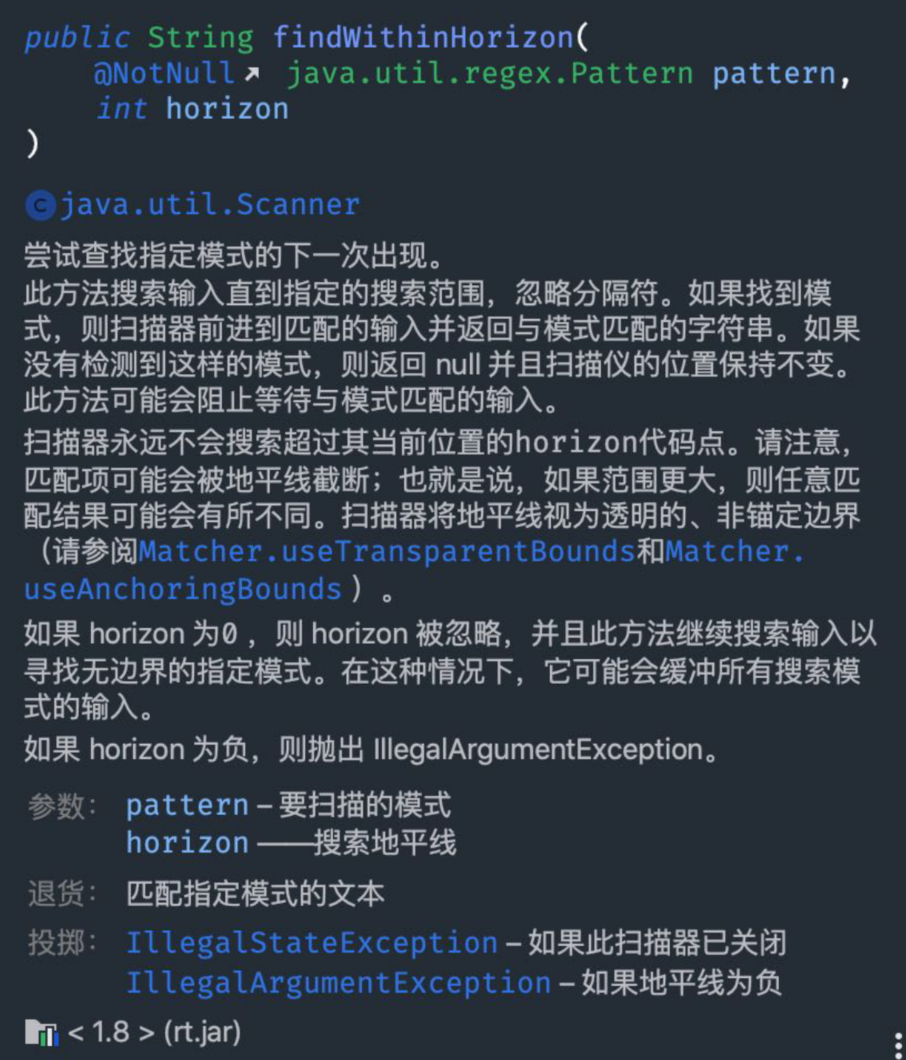 public String findWithinHorizon(
@NotNull↗ java.util.regex.Pattern pattern,
int horizon
)
C java.util.Scanner
尝试查找指定模式的下一次出现。
此方法搜索输入直到指定的搜索范围，忽略分隔符。如果找到模
式，则扫描器前进到匹配的输入并返回与模式匹配的字符串。如果
没有检测到这样的模式，则返回 null 并且扫描仪的位置保持不变。
此方法可能会阻止等待与模式匹配的输入。
扫描器永远不会搜索超过其当前位置的horizon代码点。请注意，
匹配项可能会被地平线截断；也就是说，如果范围更大，则任意匹
配结果可能会有所不同。扫描器将地平线视为透明的、非锚定边界
（请参阅Matcher.useTransparentBounds和Matcher.
useAnchoringBounds ）。
如果 horizon 为0 ，则 horizon 被忽略，并且此方法继续搜索输入以
寻找无边界的指定模式。在这种情况下，它可能会缓冲所有搜索模
式的输入。
如果 horizon 为负，则抛出 IllegalArgumentException。
参数： pattern – 要扫描的模式
horizon ——搜索地平线
退货： 匹配指定模式的文本
投掷： IllegalStateException – 如果此扫描器已关闭
IllegalArgumentException – 如果地平线为负
< 1.8 > (rt.jar)